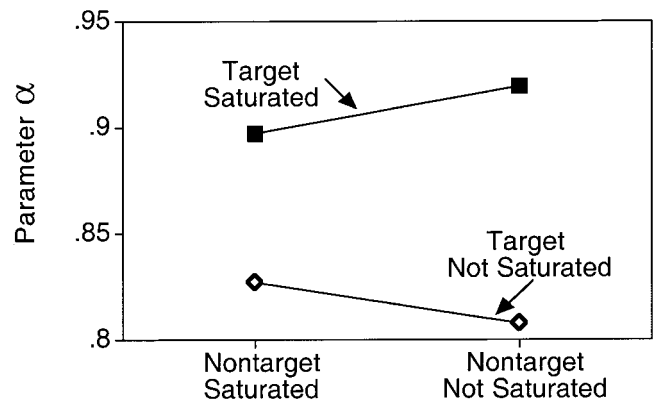 .95
.9
.85
.8
Parameter α
Target
Saturated
Target
Not Saturated
Nontarget
Saturated
Nontarget
Not Saturated